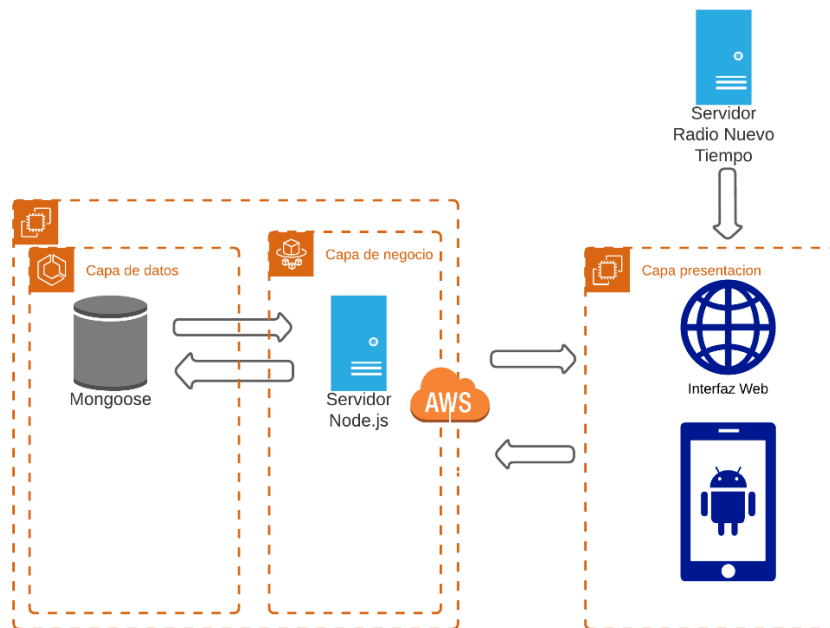 Servidor
Radio Nuevo
Tiempo
Capa de datos
Capa de negocio
Capa presentacion
Mongoose
Servidor
Node.js
AWS
Interfaz Web